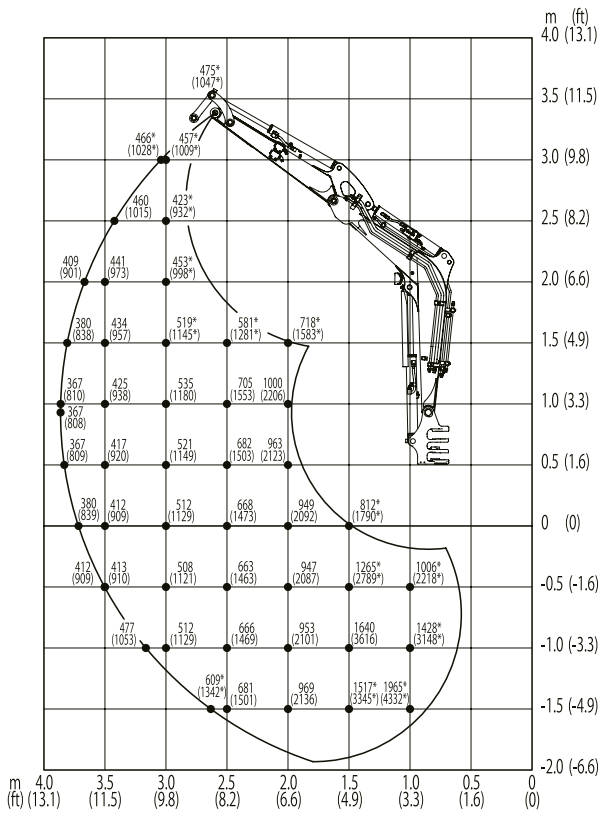 m (ft)
4.0 (13.1)
475*
(1047*)
3.5 (11.5)
466* 457*
(1028*) (1009*)
3.0 (9.8)
460 423*
(1015) (932*)
2.5 (8.2)
409 441 453*
(901) (973) (998*)
2.0 (6.6)
380 434 519* 581* 718*
(838) (957) (1145*) (1281*) (1583*)
1.5 (4.9)
367 425 535 705 1000
(810) (938) (1180) (1553) (2206)
1.0 (3.3)
367
(808)
367 417 521 682 963
(809) (920) (1149) (1503) (2123)
0.5 (1.6)
380 412 512 668 949 812*
(839) (909) (1129) (1473) (2092) (1790*)
0 (0)
412 413 508 663 947 1265* 1006*
(909) (910) (1121) (1463) (2087) (2789*) (2218*)
-0.5 (-1.6)
477 512 666 953 1640 1428*
(1053) (1129) (1469) (2101) (3616) (3148*)
-1.0 (-3.3)
609* 681 969 1517* 1965*
(1342*) (1501) (2136) (3345*) (4332*)
-1.5 (-4.9)
-2.0 (-6.6)
m 4.0 3.5 3.0 2.5 2.0 1.5 1.0 0.5 0
(ft) (13.1) (11.5) (9.8) (8.2) (6.6) (4.9) (3.3) (1.6) (0)